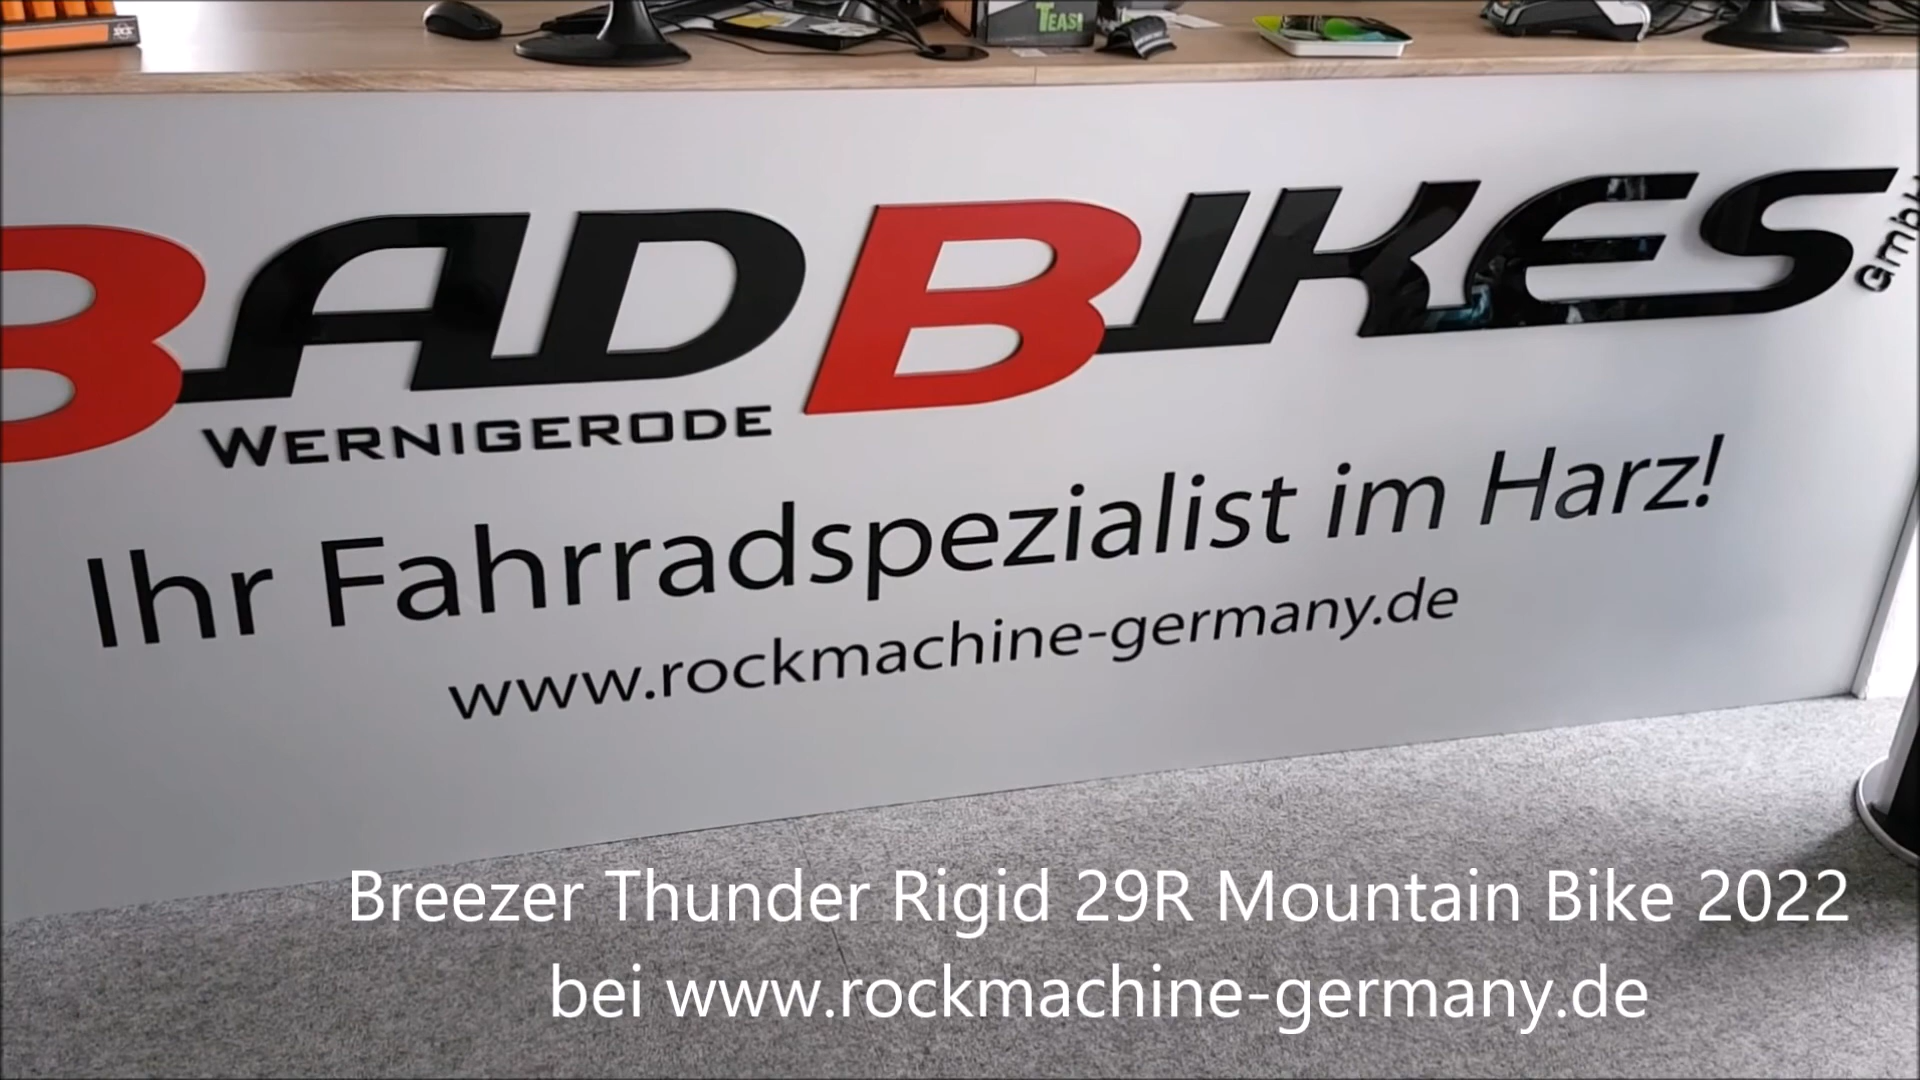 TEASI
BADBIKES GmbH
WERNIGERODE
Ihr Fahrradspezialist im Harz!
www.rockmachine-germany.de
Breezer Thunder Rigid 29R Mountain Bike 2022
bei www.rockmachine-germany.de